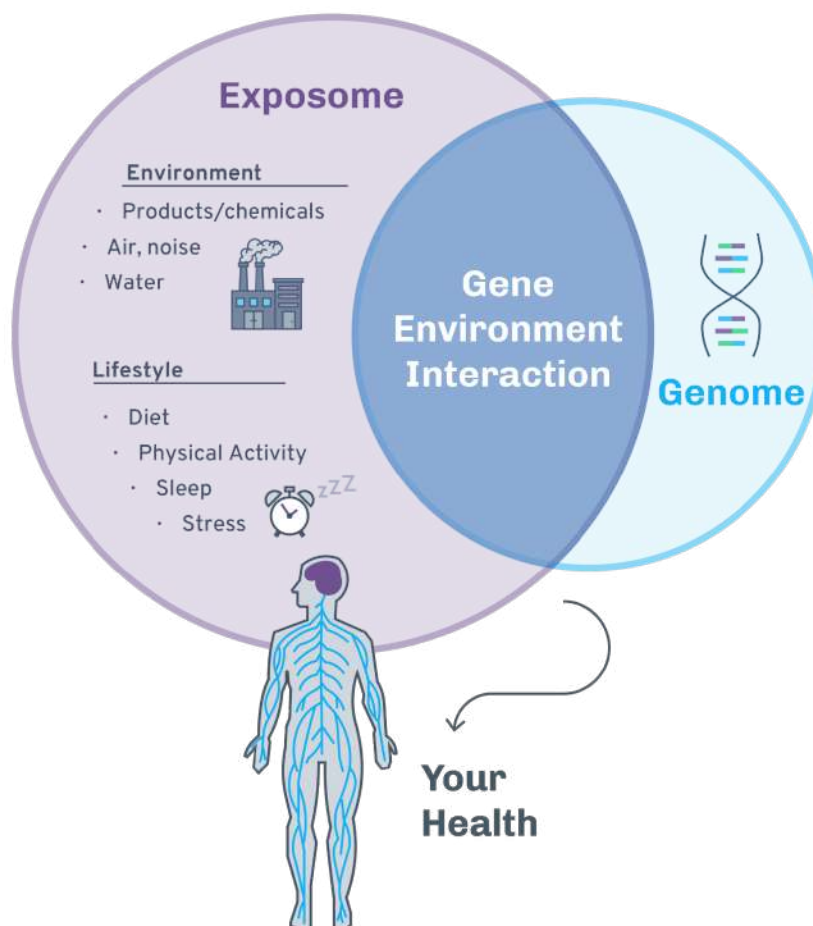 Exposome
Environment
· Products/chemicals
· Air, noise
· Water
Lifestyle
· Diet
· Physical Activity
· Sleep
· Stress
zZZ
Gene
Environment
Interaction
Genome
Your
Health